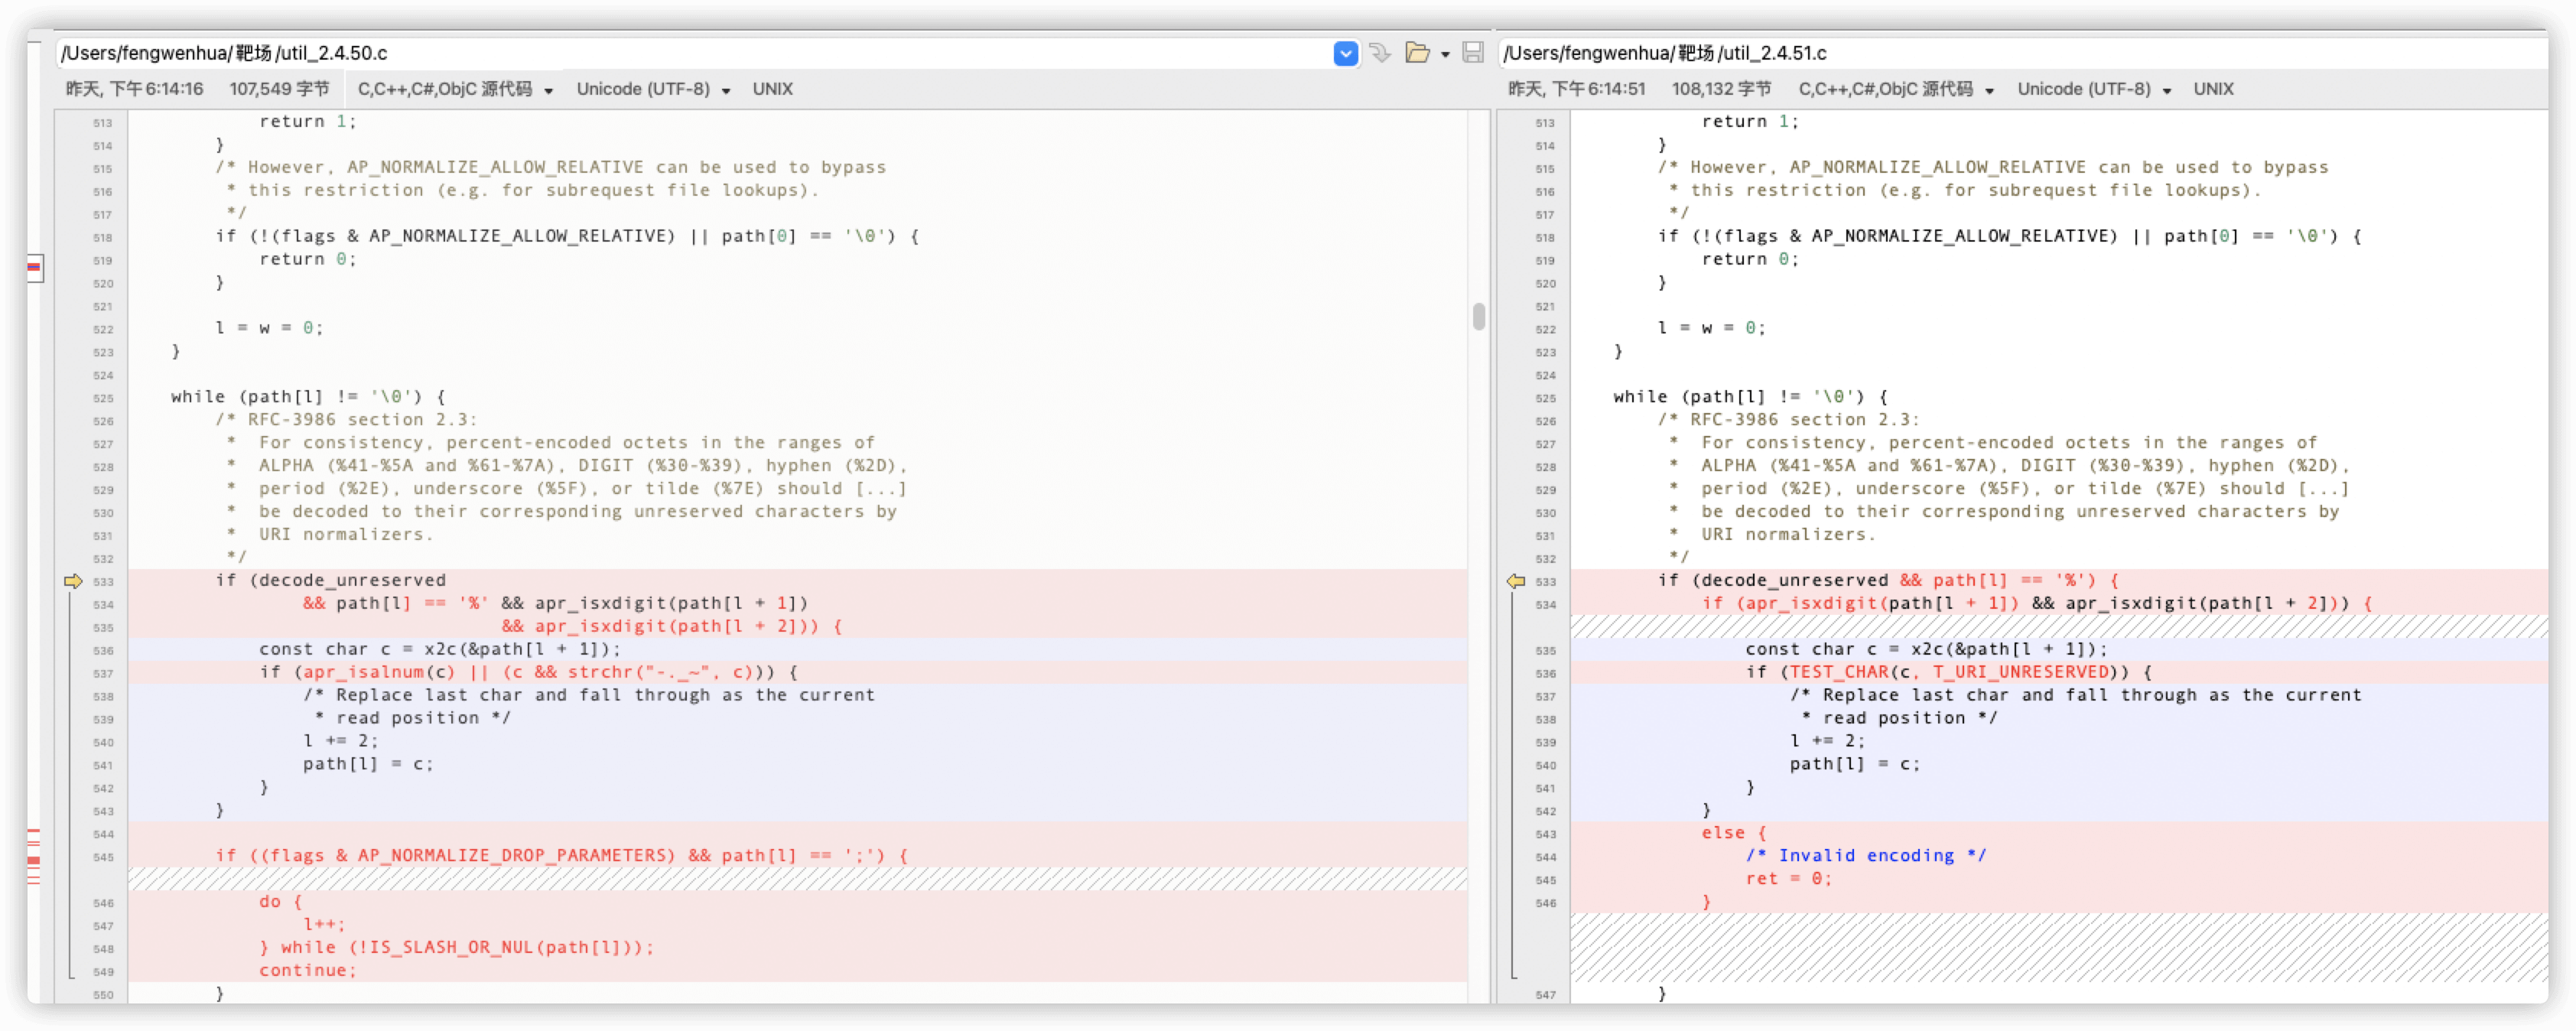 /Users/fengwenhua/靶场/util_2.4.50.c
昨天, 下午6:14:16 107,549 字节 C,C++,C#,ObjC 源代码 Unicode (UTF-8) UNIX
513 return 1;
514 }
515 /* However, AP_NORMALIZE_ALLOW_RELATIVE can be used to bypass
516 * this restriction (e.g. for subrequest file lookups).
517 */
518 if (!(flags & AP_NORMALIZE_ALLOW_RELATIVE) || path[0] == '\0') {
519 return 0;
520 }
521
522 l = w = 0;
523 }
524
525 while (path[l] != '\0') {
526 /* RFC-3986 section 2.3:
527 * For consistency, percent-encoded octets in the ranges of
528 * ALPHA (%41-%5A and %61-%7A), DIGIT (%30-%39), hyphen (%2D),
529 * period (%2E), underscore (%5F), or tilde (%7E) should [...]
530 * be decoded to their corresponding unreserved characters by
531 * URI normalizers.
532 */
533 if (decode_unreserved
534 && path[l] == '%' && apr_isxdigit(path[l + 1])
535 && apr_isxdigit(path[l + 2])) {
536 const char c = x2c(&path[l + 1]);
537 if (apr_isalnum(c) || (c && strchr("-._~", c))) {
538 /* Replace last char and fall through as the current
539 * read position */
540 l += 2;
541 path[l] = c;
542 }
543 }
544
545 if ((flags & AP_NORMALIZE_DROP_PARAMETERS) && path[l] == ';') {
546 do {
547 l++;
548 } while (!IS_SLASH_OR_NUL(path[l]));
549 continue;
550 }
/Users/fengwenhua/靶场/util_2.4.51.c
昨天, 下午6:14:51 108,132 字节 C,C++,C#,ObjC 源代码 Unicode (UTF-8) UNIX
513 return 1;
514 }
515 /* However, AP_NORMALIZE_ALLOW_RELATIVE can be used to bypass
516 * this restriction (e.g. for subrequest file lookups).
517 */
518 if (!(flags & AP_NORMALIZE_ALLOW_RELATIVE) || path[0] == '\0') {
519 return 0;
520 }
521
522 l = w = 0;
523 }
524
525 while (path[l] != '\0') {
526 /* RFC-3986 section 2.3:
527 * For consistency, percent-encoded octets in the ranges of
528 * ALPHA (%41-%5A and %61-%7A), DIGIT (%30-%39), hyphen (%2D),
529 * period (%2E), underscore (%5F), or tilde (%7E) should [...]
530 * be decoded to their corresponding unreserved characters by
531 * URI normalizers.
532 */
533 if (decode_unreserved && path[l] == '%') {
534 if (apr_isxdigit(path[l + 1]) && apr_isxdigit(path[l + 2])) {
535 const char c = x2c(&path[l + 1]);
536 if (TEST_CHAR(c, T_URI_UNRESERVED)) {
537 /* Replace last char and fall through as the current
538 * read position */
539 l += 2;
540 path[l] = c;
541 }
542 }
543 else {
544 /* Invalid encoding */
545 ret = 0;
546 }
547 }